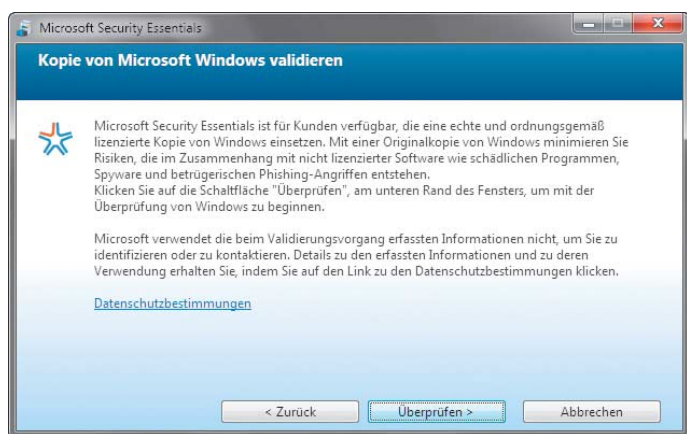 Microsoft Security Essentials
Kopie von Microsoft Windows validieren
Microsoft Security Essentials ist für Kunden verfügbar, die eine echte und ordnungsgemäß
lizenzierte Kopie von Windows einsetzen. Mit einer Originalkopie von Windows minimieren Sie
Risiken, die im Zusammenhang mit nicht lizenzierter Software wie schädlichen Programmen,
Spyware und betrügerischen Phishing-Angriffen entstehen.
Klicken Sie auf die Schaltfläche "Überprüfen", am unteren Rand des Fensters, um mit der
Überprüfung von Windows zu beginnen.
Microsoft verwendet die beim Validierungsvorgang erfassten Informationen nicht, um Sie zu
identifizieren oder zu kontaktieren. Details zu den erfassten Informationen und zu deren
Verwendung erhalten Sie, indem Sie auf den Link zu den Datenschutzbestimmungen klicken.
Datenschutzbestimmungen
< Zurück Überprüfen > Abbrechen